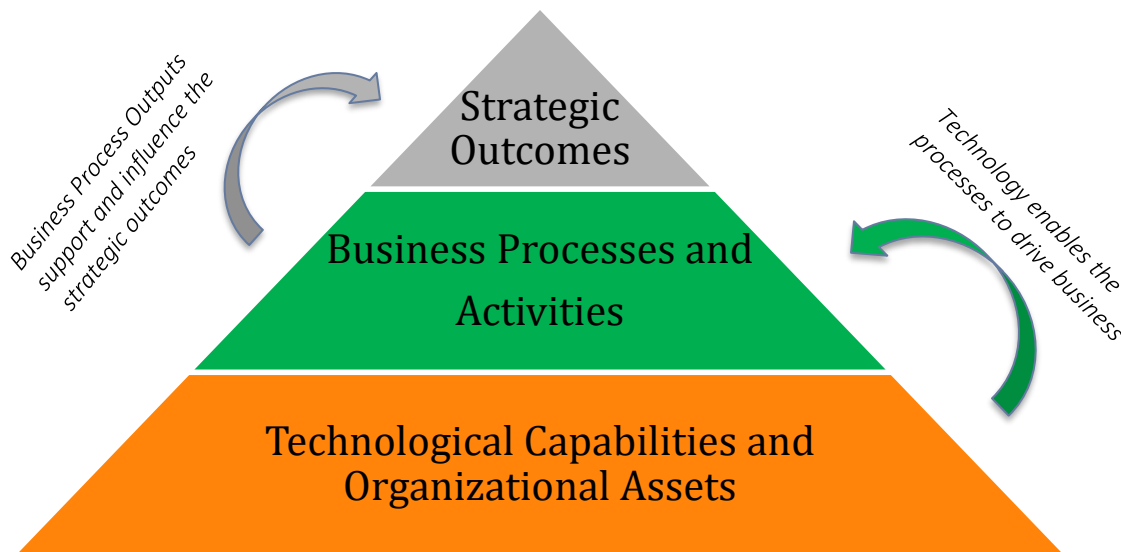 Business Process Outputs
support and influence the
strategic outcomes
Strategic
Outcomes
Technology enables the
processes to drive business
Business Processes and
Activities
Technological Capabilities and
Organizational Assets